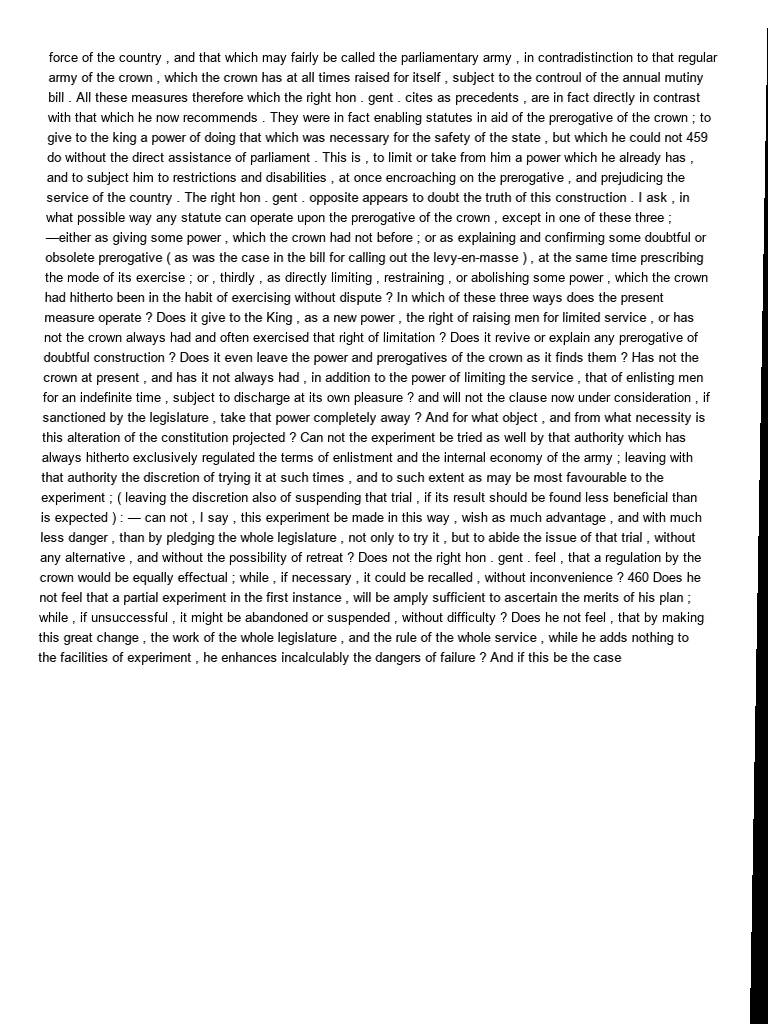 force of the country , and that which may fairly be called the parliamentary army , in contradistinction to that regular
army of the crown , which the crown has at all times raised for itself , subject to the controul of the annual mutiny
bill . All these measures therefore which the right hon . gent . cites as precedents , are in fact directly in contrast
with that which he now recommends . They were in fact enabling statutes in aid of the prerogative of the crown ; to
give to the king a power of doing that which was necessary for the safety of the state , but which he could not 459
do without the direct assistance of parliament . This is , to limit or take from him a power which he already has ,
and to subject him to restrictions and disabilities , at once encroaching on the prerogative , and prejudicing the
service of the country . The right hon . gent . opposite appears to doubt the truth of this construction . I ask , in
what possible way any statute can operate upon the prerogative of the crown , except in one of these three ;
—either as giving some power , which the crown had not before ; or as explaining and confirming some doubtful or
obsolete prerogative ( as was the case in the bill for calling out the levy-en-masse ) , at the same time prescribing
the mode of its exercise ; or , thirdly , as directly limiting , restraining , or abolishing some power , which the crown
had hitherto been in the habit of exercising without dispute ? In which of these three ways does the present
measure operate ? Does it give to the King , as a new power , the right of raising men for limited service , or has
not the crown always had and often exercised that right of limitation ? Does it revive or explain any prerogative of
doubtful construction ? Does it even leave the power and prerogatives of the crown as it finds them ? Has not the
crown at present , and has it not always had , in addition to the power of limiting the service , that of enlisting men
for an indefinite time , subject to discharge at its own pleasure ? and will not the clause now under consideration , if
sanctioned by the legislature , take that power completely away ? And for what object , and from what necessity is
this alteration of the constitution projected ? Can not the experiment be tried as well by that authority which has
always hitherto exclusively regulated the terms of enlistment and the internal economy of the army ; leaving with
that authority the discretion of trying it at such times , and to such extent as may be most favourable to the
experiment ; ( leaving the discretion also of suspending that trial , if its result should be found less beneficial than
is expected ) : — can not , I say , this experiment be made in this way , wish as much advantage , and with much
less danger , than by pledging the whole legislature , not only to try it , but to abide the issue of that trial , without
any alternative , and without the possibility of retreat ? Does not the right hon . gent . feel , that a regulation by the
crown would be equally effectual ; while , if necessary , it could be recalled , without inconvenience ? 460 Does he
not feel that a partial experiment in the first instance , will be amply sufficient to ascertain the merits of his plan ;
while , if unsuccessful , it might be abandoned or suspended , without difficulty ? Does he not feel , that by making
this great change , the work of the whole legislature , and the rule of the whole service , while he adds nothing to
the facilities of experiment , he enhances incalculably the dangers of failure ? And if this be the case